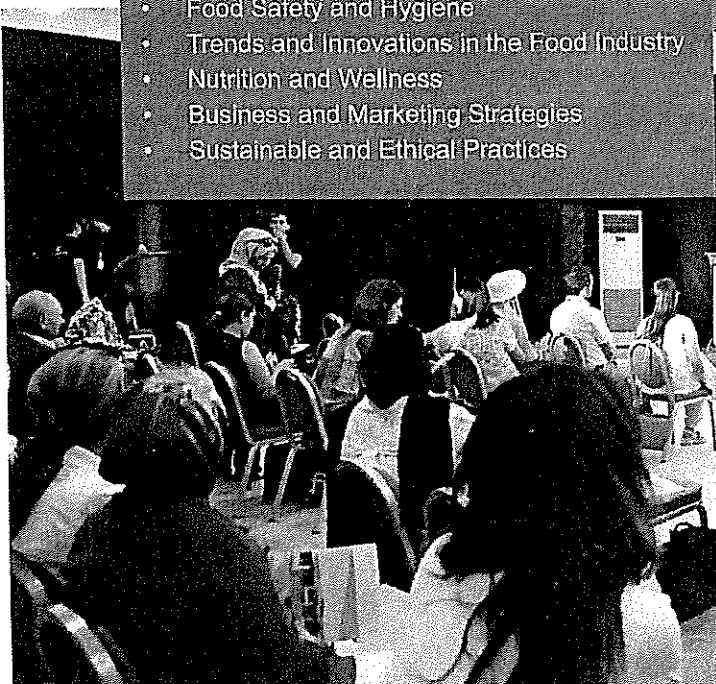 • Food Safety and Hygiene
• Trends and Innovations in the Food Industry
• Nutrition and Wellness
• Business and Marketing Strategies
• Sustainable and Ethical Practices